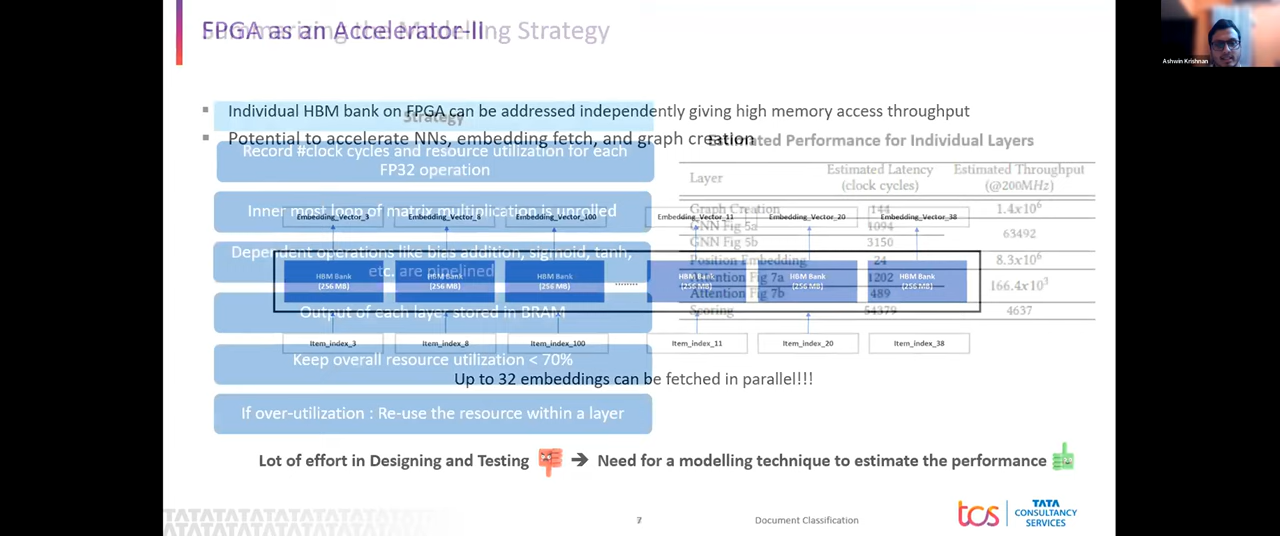 FPGA as an Accelerator-II
Summarizing the Modelling Strategy
Ashwin Krishnan
Individual HBM bank on FPGA can be addressed independently giving high memory access throughput
Potential to accelerate NNs, embedding fetch, and graph creation
Strategy
Record #clock cycles and resource utilization for each
FP32 operation
Inner most loop of matrix multiplication is unrolled
Dependent operations like bias addition, sigmoid, tanh,
etc. are pipelined
Output of each layer stored in BRAM
Keep overall resource utilization < 70%
If over-utilization : Re-use the resource within a layer
Estimated Performance for Individual Layers
Layer Estimated Latency (clock cycles) Estimated Throughput (@200MHz)
Graph Creation 144 1.4x10⁶
GNN Fig 5a 1094 63492
GNN Fig 5b 3150
Position Embedding 24 8.3x10⁶
Attention Fig 7a 1202 166.4x10³
Attention Fig 7b 489
Scoring 54379 4637
Embedding_Vector_3 Embedding_Vector_8 Embedding_Vector_100 Embedding_Vector_11 Embedding_Vector_20 Embedding_Vector_38
HBM Bank HBM Bank HBM Bank HBM Bank HBM Bank HBM Bank
(256 MB) (256 MB) (256 MB) ........ (256 MB) (256 MB) (256 MB)
Item_index_3 Item_index_8 Item_index_100 Item_index_11 Item_index_20 Item_index_38
Up to 32 embeddings can be fetched in parallel!!!
Lot of effort in Designing and Testing → Need for a modelling technique to estimate the performance
TATATATATATATATATATATATA
7
Document Classification
tcs
TATA
CONSULTANCY
SERVICES